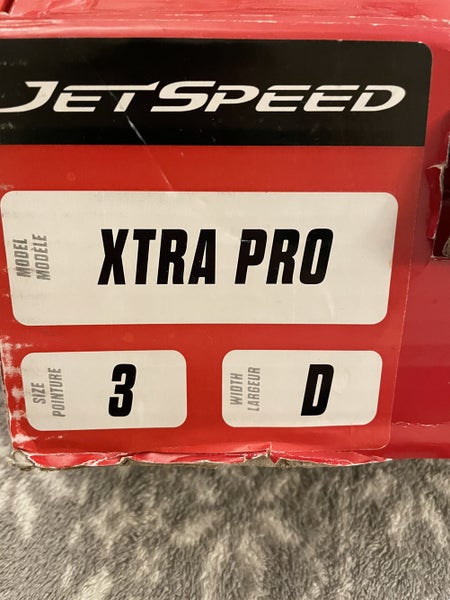 JETSPEED
MODEL
MODÈLE
XTRA PRO
SIZE
POINTURE
3
WIDTH
LARGEUR
D